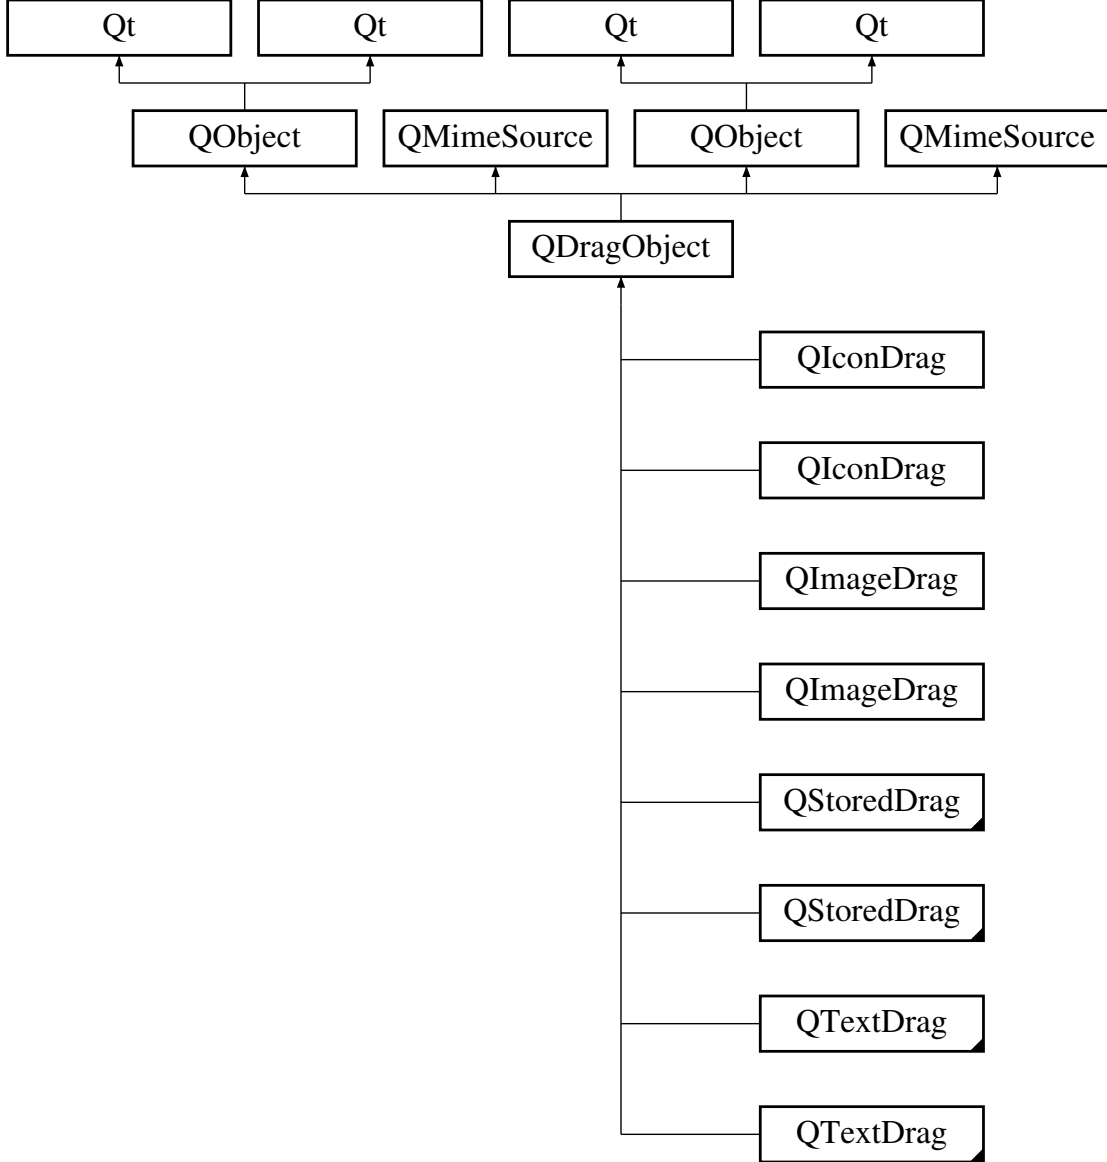 Qt Qt Qt Qt
QObject QMimeSource QObject QMimeSource
QDragObject
QIconDrag
QIconDrag
QImageDrag
QImageDrag
QStoredDrag
QStoredDrag
QTextDrag
QTextDrag